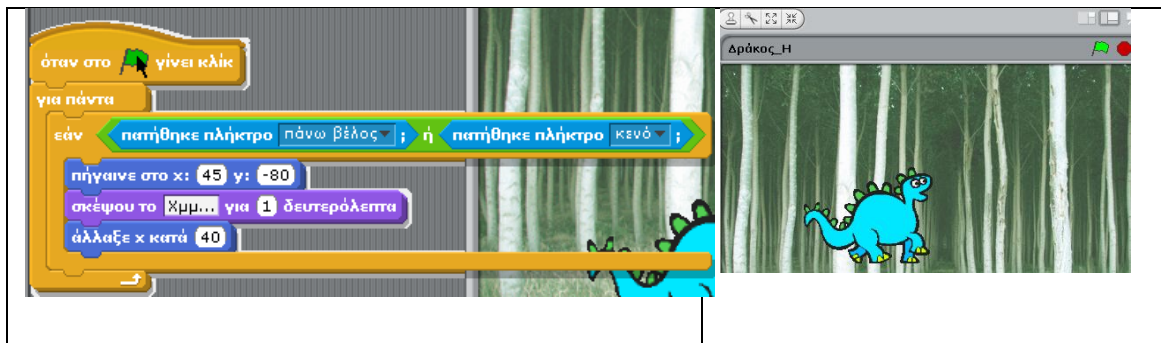 όταν στο γίνει κλίκ
για πάντα
εάν πατήθηκε πλήκτρο πάνω βέλος ; ή πατήθηκε πλήκτρο κενό ;
πήγαινε στο x: 45 y: -80
σκέψου το Χμμ... για 1 δευτερόλεπτα
άλλαξε x κατά 40
Δράκος_Η